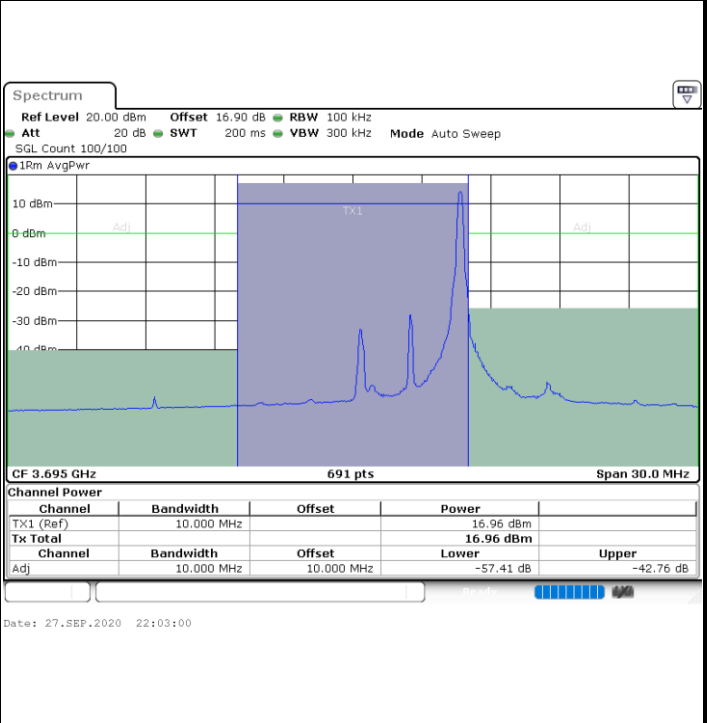 Spectrum
Ref Level 20.00 dBm Offset 16.90 dB RBW 100 kHz
Att 20 dB SWT 200 ms VBW 300 kHz Mode Auto Sweep
SGL Count 100/100
1Rm AvgPwr
10 dBm
TX1
Adj Adj
0 dBm
-10 dBm
-20 dBm
-30 dBm
-40 dBm
CF 3.695 GHz 691 pts Span 30.0 MHz
Channel Power
Channel Bandwidth Offset Power
TX1 (Ref) 10.000 MHz 16.96 dBm
Tx Total 16.96 dBm
Channel Bandwidth Offset Lower Upper
Adj 10.000 MHz 10.000 MHz -57.41 dB -42.76 dB
Ready
Date: 27.SEP.2020 22:03:00